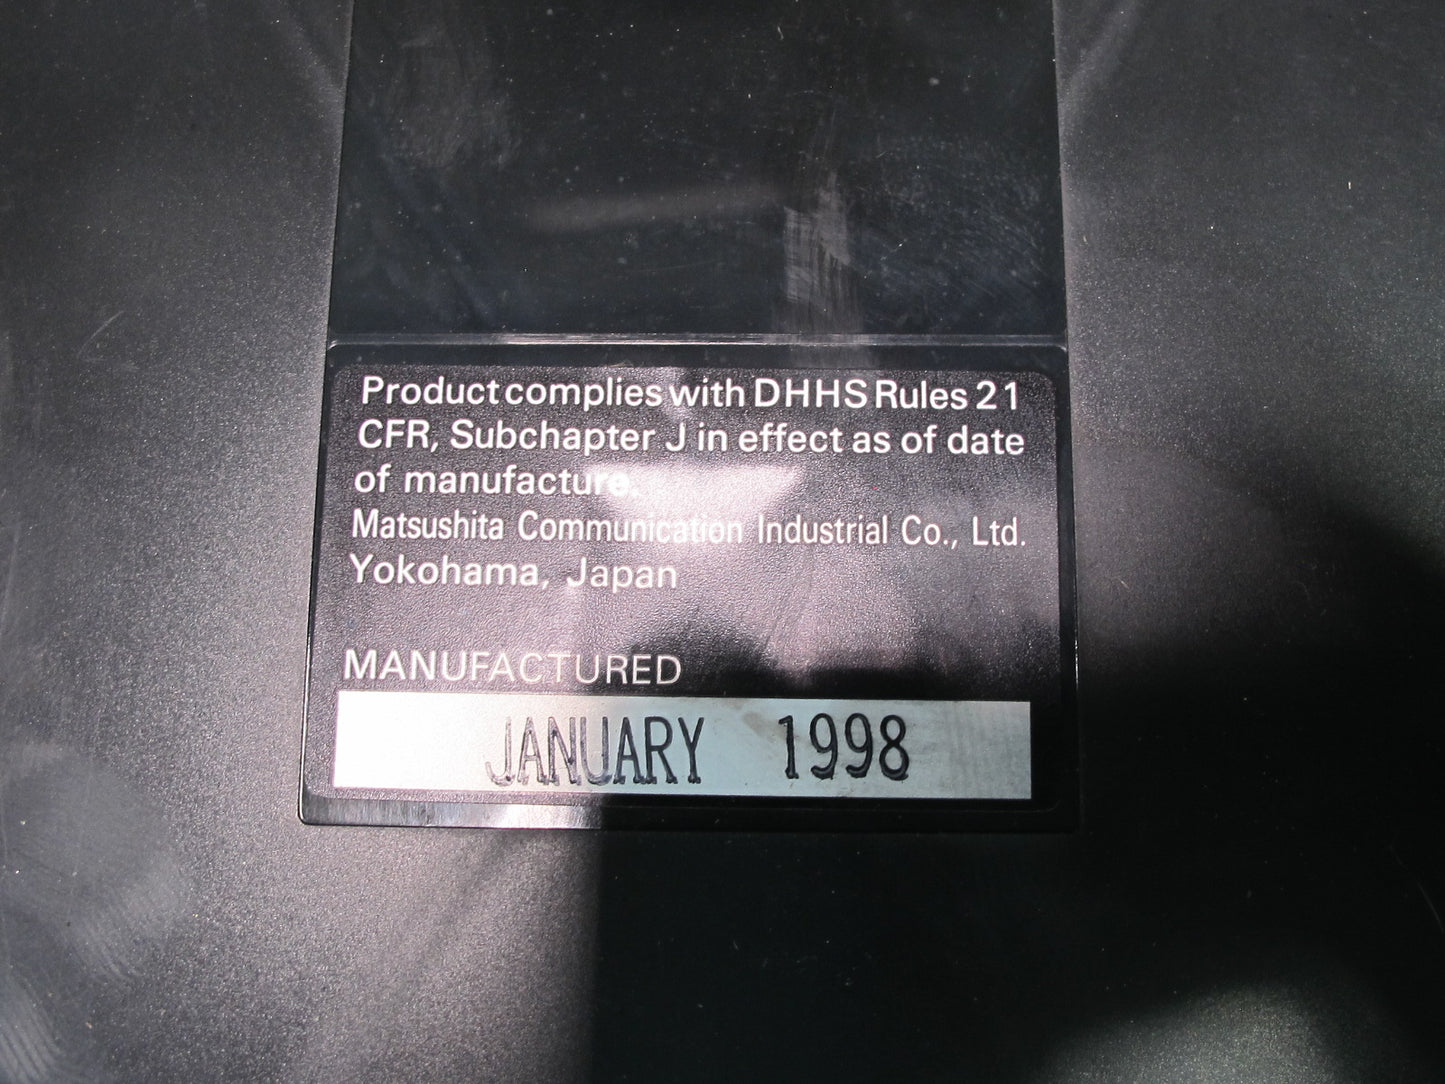 Product complies with DHHS Rules 21
CFR, Subchapter J in effect as of date
of manufacture.
Matsushita Communication Industrial Co., Ltd.
Yokohama, Japan
MANUFACTURED
JANUARY 1998